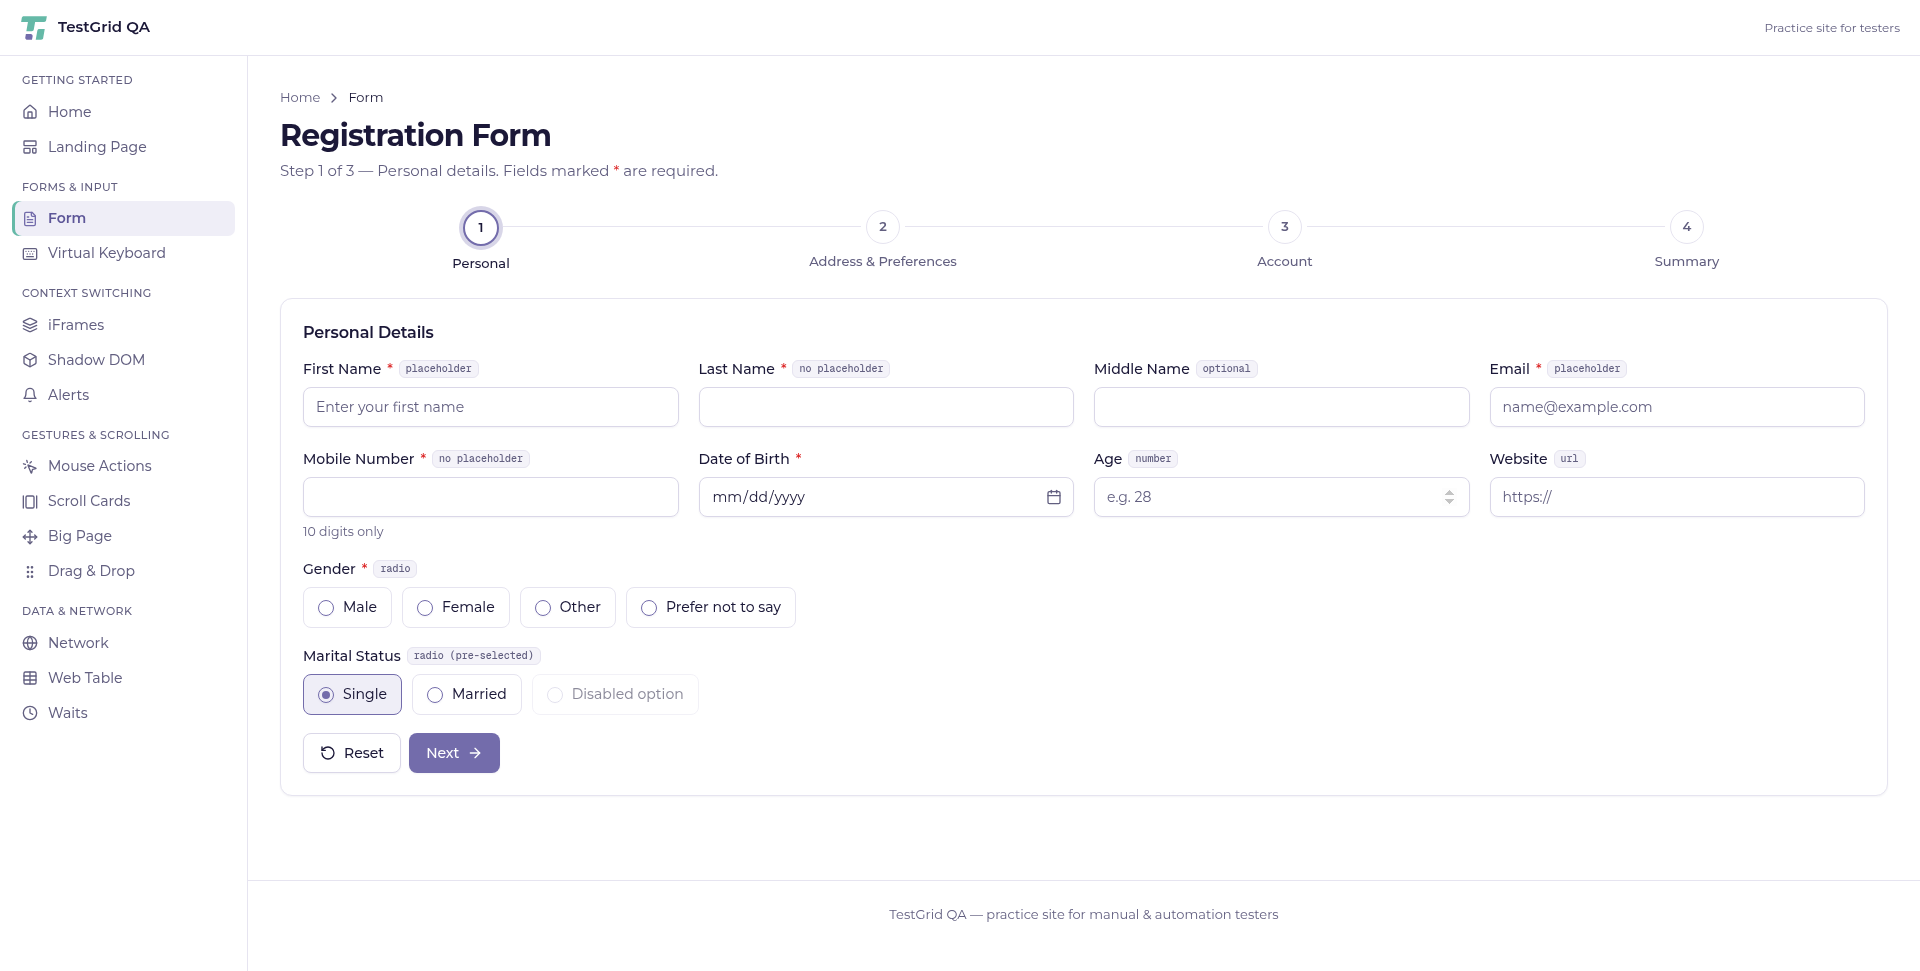 TestGrid QA
Practice site for testers
GETTING STARTED
Home
Landing Page
FORMS & INPUT
Form
Virtual Keyboard
CONTEXT SWITCHING
iFrames
Shadow DOM
Alerts
GESTURES & SCROLLING
Mouse Actions
Scroll Cards
Big Page
Drag & Drop
DATA & NETWORK
Network
Web Table
Waits
Home > Form
Registration Form
Step 1 of 3 — Personal details. Fields marked * are required.
1 2 3 4
Personal Address & Preferences Account Summary
Personal Details
First Name * placeholder Last Name * no placeholder Middle Name optional Email * placeholder
Enter your first name name@example.com
Mobile Number * no placeholder Date of Birth * Age number Website url
mm/dd/yyyy e.g. 28 https://
10 digits only
Gender * radio
Male Female Other Prefer not to say
Marital Status radio (pre-selected)
Single Married Disabled option
Reset Next
TestGrid QA — practice site for manual & automation testers